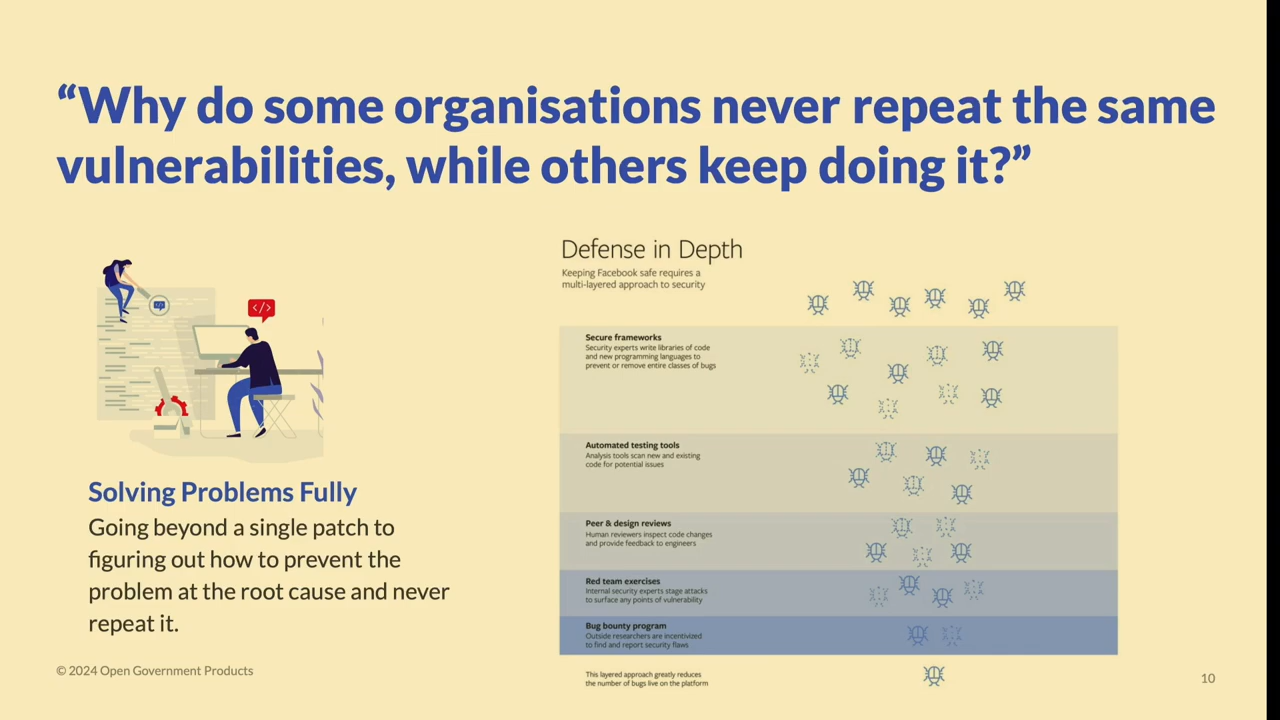 “Why do some organisations never repeat the same
vulnerabilities, while others keep doing it?”
</>
Solving Problems Fully
Going beyond a single patch to
figuring out how to prevent the
problem at the root cause and never
repeat it.
Defense in Depth
Keeping Facebook safe requires a
multi-layered approach to security
Secure frameworks
Security experts write libraries of code
and new programming languages to
prevent or remove entire classes of bugs
Automated testing tools
Analysis tools scan new and existing
code for potential issues
Peer & design reviews
Human reviewers inspect code changes
and provide feedback to engineers
Red team exercises
Internal security experts stage attacks
to surface any points of vulnerability
Bug bounty program
Outside researchers are incentivized
to find and report security flaws
This layered approach greatly reduces
the number of bugs live on the platform
© 2024 Open Government Products
10